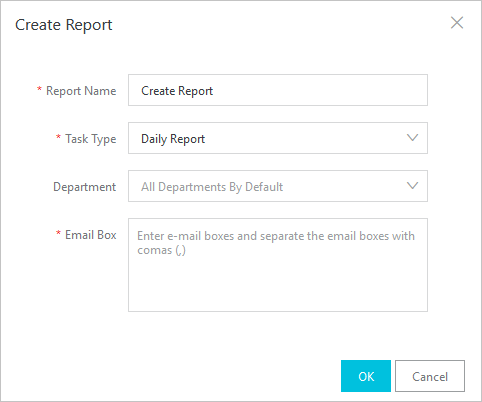 Create Report
* Report Name Create Report
* Task Type Daily Report
Department All Departments By Default
* Email Box Enter e-mail boxes and separate the email boxes with
comas (,)
OK Cancel